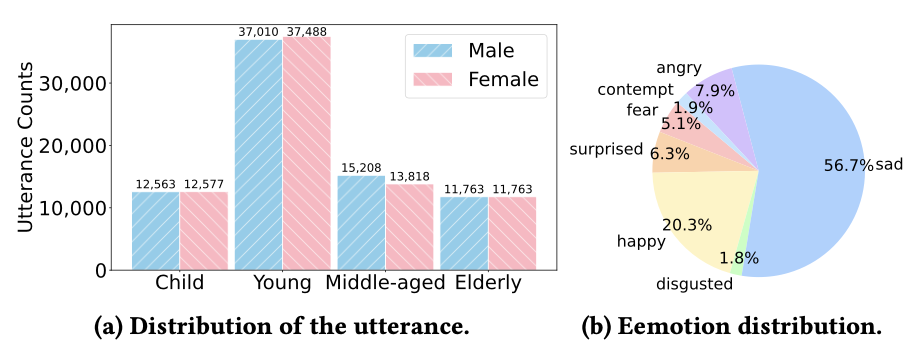 37,010 37,488
Male
Female
30,000
20,000
15,208
13,818
12,563 12,577
11,763 11,763
10,000
0
Utterance Counts
Child Young Middle-aged Elderly
(a) Distribution of the utterance.
angry
7.9%
contempt
1.9%
fear
5.1%
surprised
6.3%
56.7% sad
20.3%
happy
1.8%
disgusted
(b) Eemotion distribution.